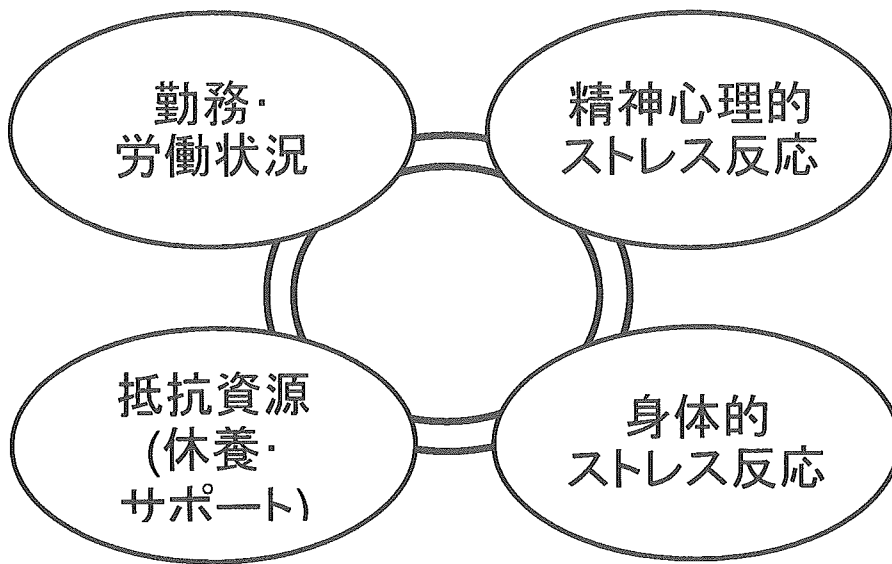 勤務・
労働状況
精神心理的
ストレス反応
抵抗資源
(休養・
サポート)
身体的
ストレス反応